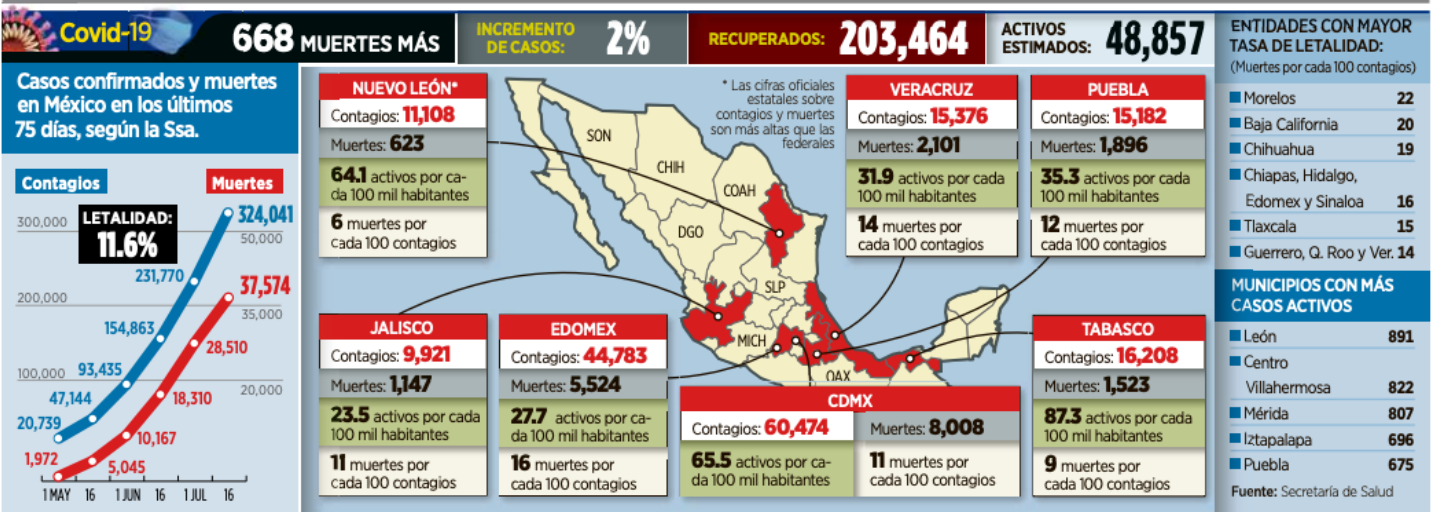 Covid-19
668 MUERTES MÁS
INCREMENTO
DE CASOS:
2%
RECUPERADOS: 203,464
ACTIVOS
ESTIMADOS:
48,857
Casos confirmados y muertes
en México en los últimos
75 días, según la Ssa.
Contagios
Muertes
LETALIDAD:
11.6%
300,000
200,000
100,000
50,000
35,000
20,000
324,041
231,770
154,863
93,435
47,144
20,739
37,574
28,510
18,310
10,167
5,045
1,972
1 MAY 16 1 JUN 16 1 JUL 16
NUEVO LEÓN*
Contagios: 11,108
Muertes: 623
64.1 activos por ca-
da 100 mil habitantes
6 muertes por
cada 100 contagios
* Las cifras oficiales
estatales sobre
contagios y muertes
son más altas que las
federales
VERACRUZ
Contagios: 15,376
Muertes: 2,101
31.9 activos por cada
100 mil habitantes
14 muertes por
cada 100 contagios
PUEBLA
Contagios: 15,182
Muertes: 1,896
35.3 activos por cada
100 mil habitantes
12 muertes por
cada 100 contagios
SON
CHIH
COAH
DGO
SLP
MICH
OAX
JALISCO
Contagios: 9,921
Muertes: 1,147
23.5 activos por cada
100 mil habitantes
11 muertes por
cada 100 contagios
EDOMEX
Contagios: 44,783
Muertes: 5,524
27.7 activos por ca-
da 100 mil habitantes
16 muertes por
cada 100 contagios
CDMX
Contagios: 60,474
Muertes: 8,008
65.5 activos por ca-
da 100 mil habitantes
11 muertes por
cada 100 contagios
TABASCO
Contagios: 16,208
Muertes: 1,523
87.3 activos por cada
100 mil habitantes
9 muertes por
cada 100 contagios
ENTIDADES CON MAYOR
TASA DE LETALIDAD:
(Muertes por cada 100 contagios)
Morelos 22
Baja California 20
Chihuahua 19
Chiapas, Hidalgo,
Edomex y Sinaloa 16
Tlaxcala 15
Guerrero, Q. Roo y Ver. 14
MUNICIPIOS CON MÁS
CASOS ACTIVOS
León 891
Centro
Villahermosa 822
Mérida 807
Iztapalapa 696
Puebla 675
Fuente: Secretaría de Salud